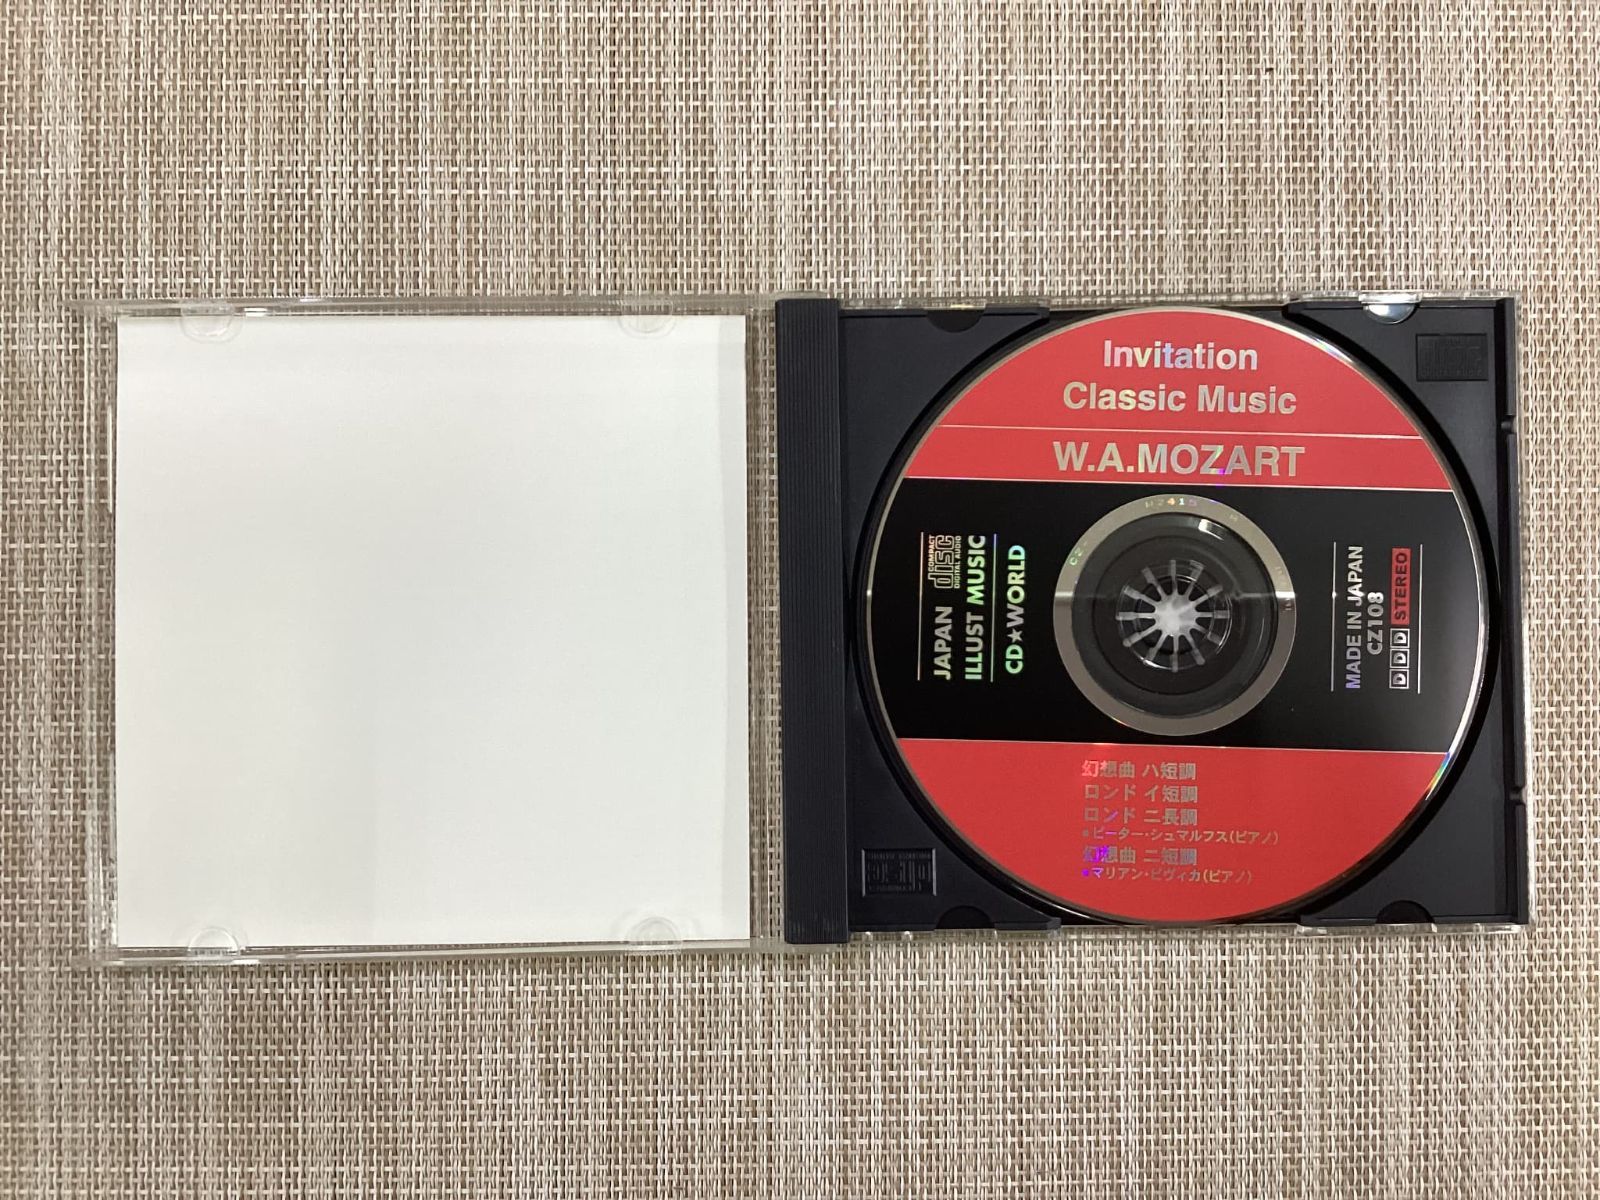 Invitation
Classic Music
W.A.MOZART
COMPACT
disc
DIGITAL AUDIO
JAPAN
ILLUST MUSIC
CD★WORLD
MADE IN JAPAN
CZ108
DDD STEREO
幻想曲 ハ短調
ロンド イ短調
ロンド ニ長調
●ピーター・シュマルフス(ピアノ)
幻想曲 ニ短調
●マリアン・ピヴィカ(ピアノ)